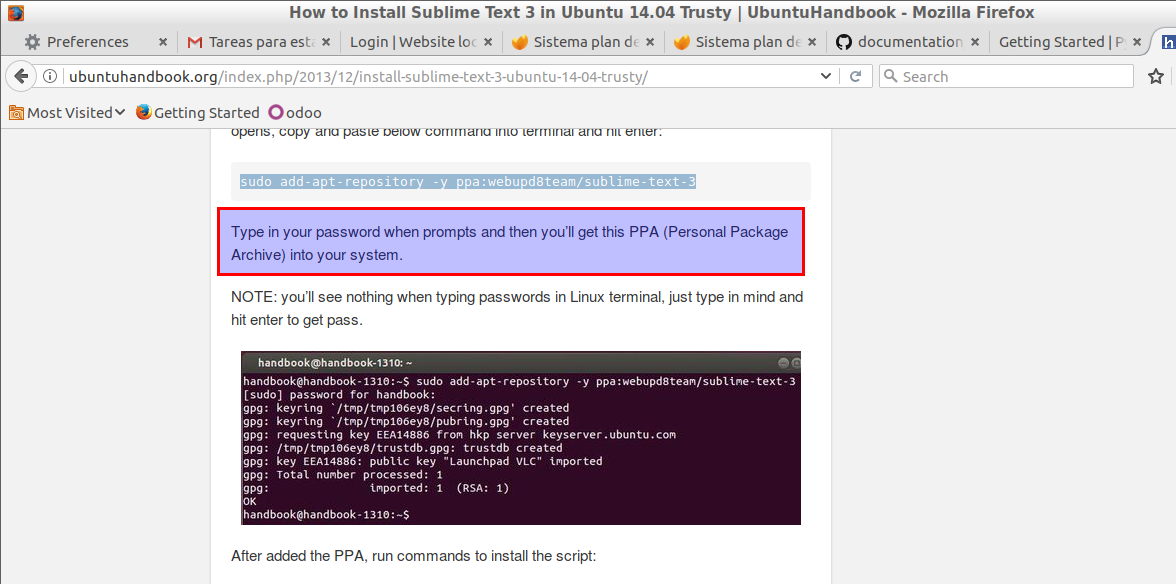 How to Install Sublime Text 3 in Ubuntu 14.04 Trusty | UbuntuHandbook - Mozilla Firefox
Preferences × Tareas para esta × Login | Website loc × Sistema plan de × Sistema plan de × documentation × Getting Started | P ×
ubuntuhandbook.org/index.php/2013/12/install-sublime-text-3-ubuntu-14-04-trusty/ Search
Most Visited Getting Started odoo
opens, copy and paste below command into terminal and hit enter:
sudo add-apt-repository -y ppa:webupd8team/sublime-text-3
Type in your password when prompts and then you’ll get this PPA (Personal Package
Archive) into your system.
NOTE: you’ll see nothing when typing passwords in Linux terminal, just type in mind and
hit enter to get pass.
handbook@handbook-1310: ~
handbook@handbook-1310:~$ sudo add-apt-repository -y ppa:webupd8team/sublime-text-3
[sudo] password for handbook:
gpg: keyring `/tmp/tmp106ey8/secring.gpg' created
gpg: keyring `/tmp/tmp106ey8/pubring.gpg' created
gpg: requesting key EEA14886 from hkp server keyserver.ubuntu.com
gpg: /tmp/tmp106ey8/trustdb.gpg: trustdb created
gpg: key EEA14886: public key "Launchpad VLC" imported
gpg: Total number processed: 1
gpg: imported: 1 (RSA: 1)
OK
handbook@handbook-1310:~$
After added the PPA, run commands to install the script: